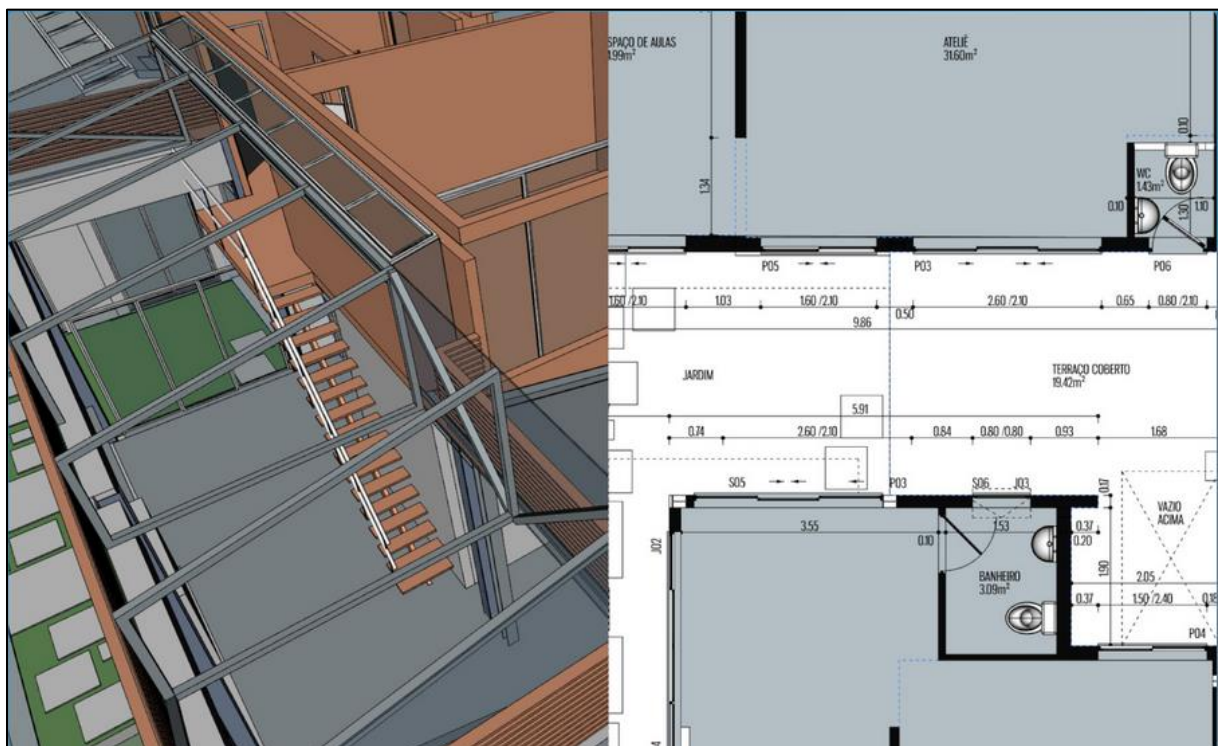 SPAÇO DE AULAS
1.99m²
ATELIÊ
31.60m²
0.10
1.34
WC
1.43m²
0.10
1.30
1.10
P05
P03
P06
1.60 /2.10
1.03
1.60 /2.10
0.50
2.60 /2.10
0.65
0.80 /2.10
9.86
JARDIM
TERRAÇO COBERTO
19.42m²
5.91
0.74
2.60 /2.10
0.84
0.80 /0.80
0.93
1.68
S05
P03
S06
J03
0.17
VAZIO
ACIMA
3.55
0.10
1.53
0.37
0.20
J02
BANHEIRO
3.09m²
1.90
2.05
0.37
1.50 /2.40
0.18
P04
4